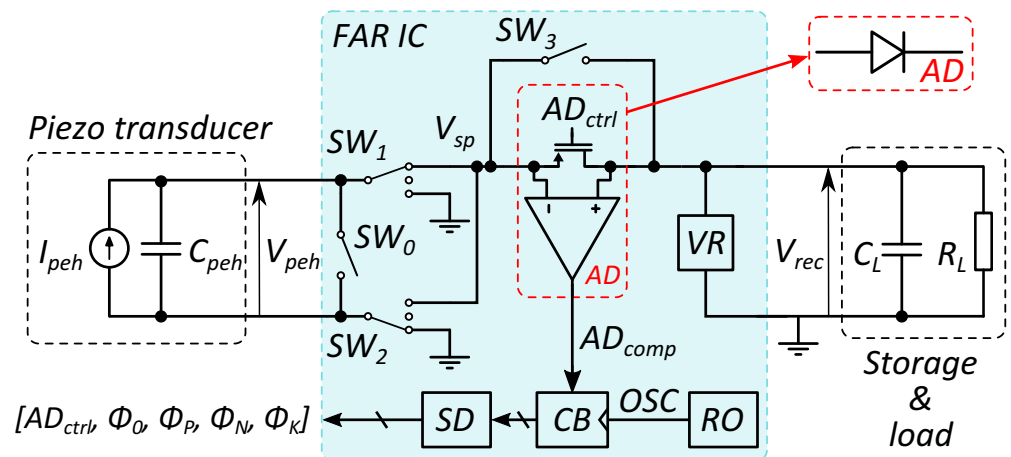 FAR IC
SW3
AD
Piezo transducer
SW1
Vsp
ADctrl
- +
Ipeh
Cpeh
Vpeh
SW0
VR
Vrec
CL
RL
AD
SW2
ADcomp
Storage
&
load
[ADctrl, Φ0, ΦP, ΦN, ΦK]
SD
CB
OSC
RO